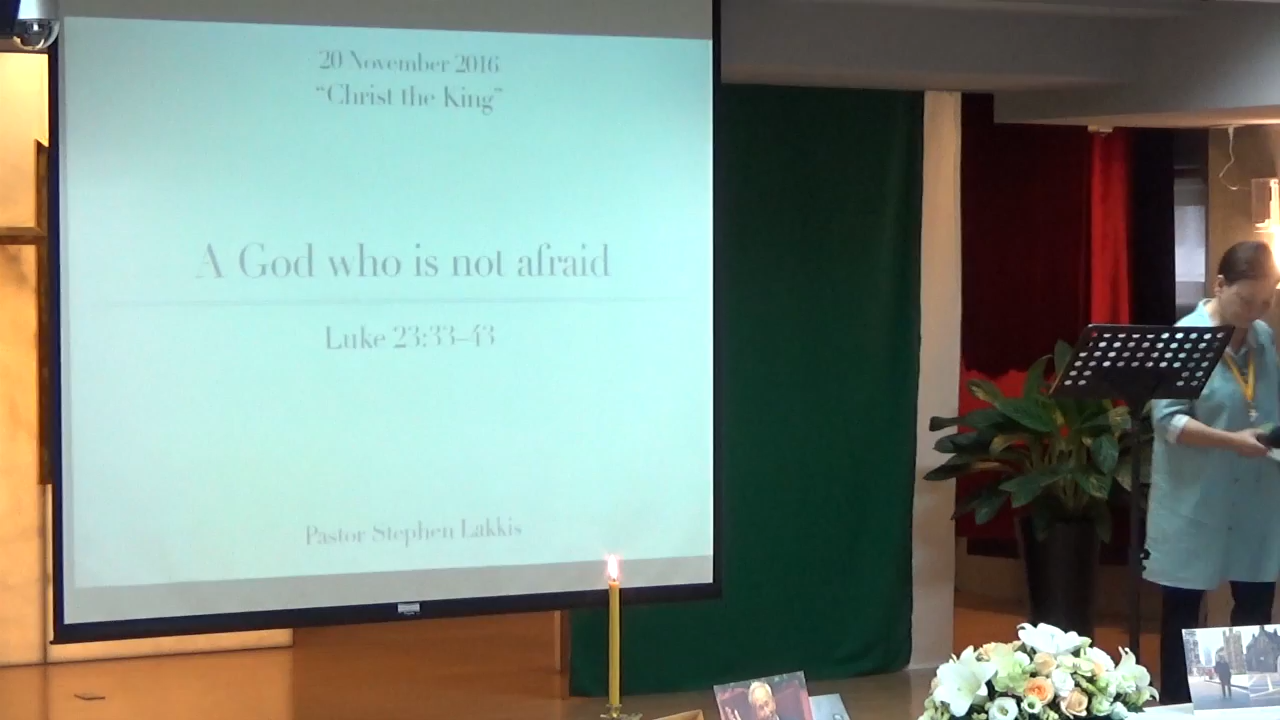 20 November 2016
“Christ the King”
A God who is not afraid
Luke 23:33–43
Pastor Stephen Lakkis